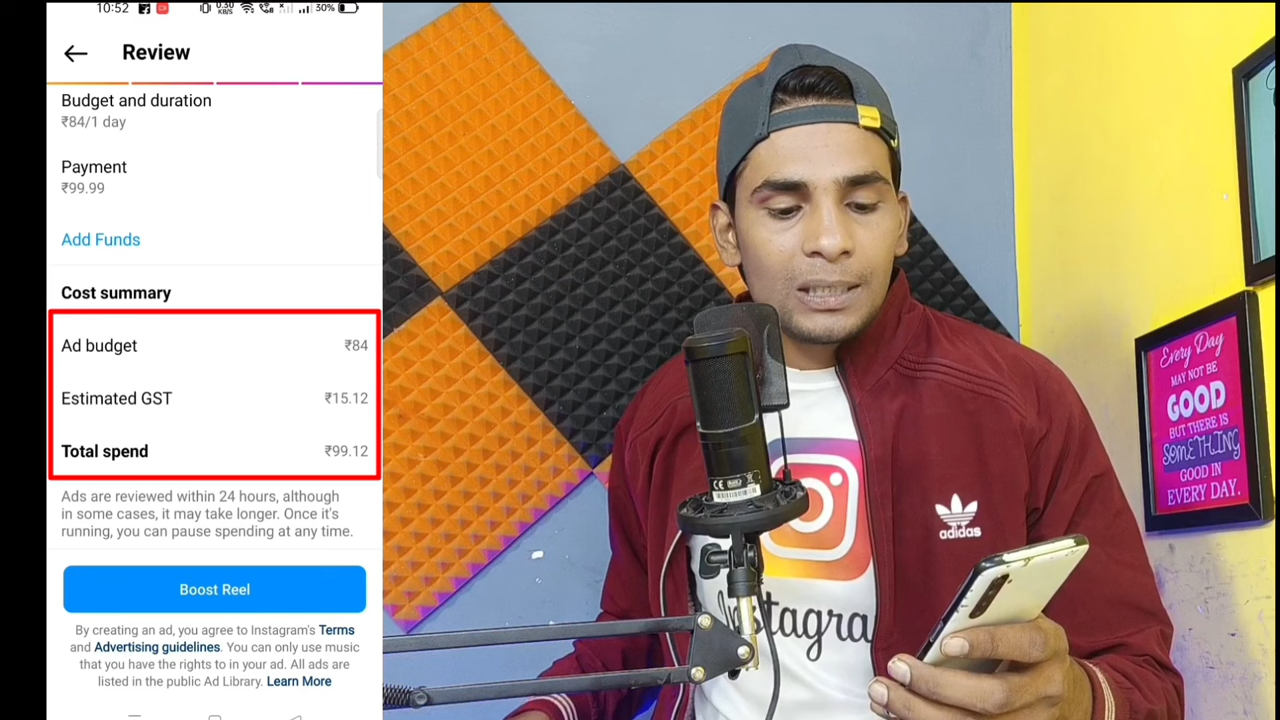 10:52
0.30
KB/S
30%
Review
Budget and duration
₹84/1 day
Payment
₹99.99
Add Funds
Cost summary
Ad budget ₹84
Estimated GST ₹15.12
Total spend ₹99.12
Ads are reviewed within 24 hours, although
in some cases, it may take longer. Once it's
running, you can pause spending at any time.
Boost Reel
By creating an ad, you agree to Instagram's Terms
and Advertising guidelines. You can only use music
that you have the rights to in your ad. All ads are
listed in the public Ad Library. Learn More
adidas
Instagra
Every Day
MAY NOT BE
GOOD
BUT THERE IS
SOMETHING
GOOD IN
EVERY DAY.